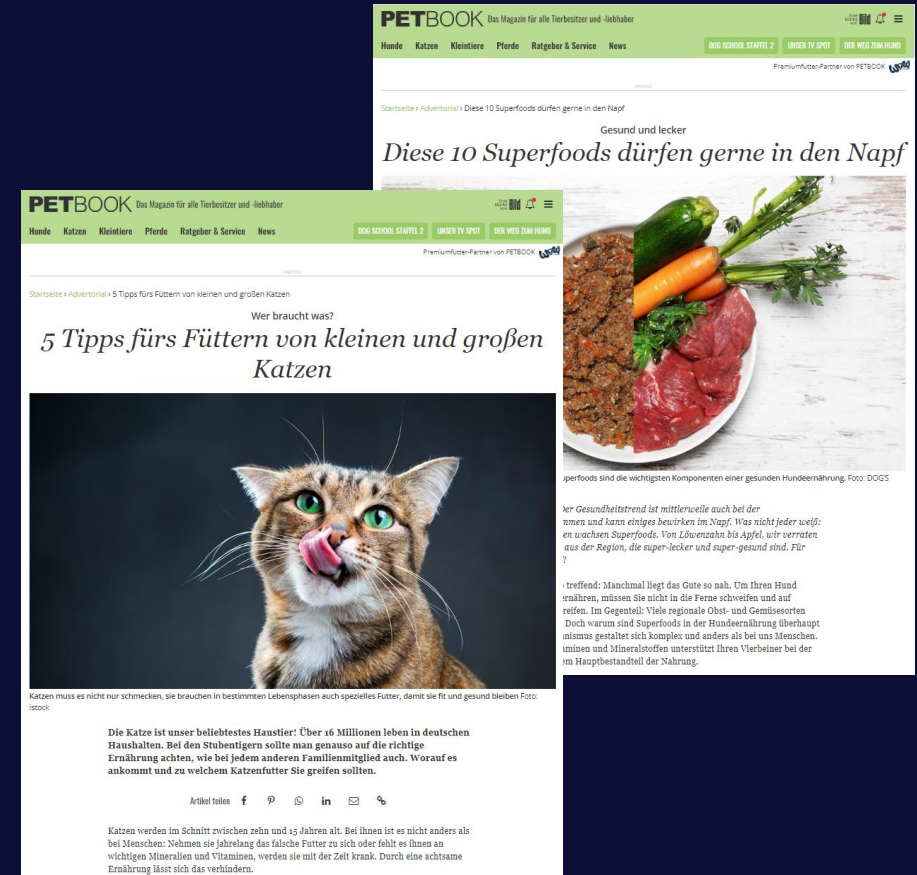 PETBOOK Das Magazin für alle Tierbesitzer und -liebhaber
Bild
Hunde Katzen Kleintiere Pferde Ratgeber & Service News DOG SCHOOL STAFFEL 2 UNSER TV SPOT DER WEG ZUM HUND
Premiumfutter-Partner von PETBOOK
ANZEIGE
Startseite › Advertorial › Diese 10 Superfoods dürfen gerne in den Napf
Gesund und lecker
Diese 10 Superfoods dürfen gerne in den Napf
sind die wichtigsten Komponenten einer gesunden Hundeernährung. Foto: DOG'S
Der Gesundheitstrend ist mittlerweile auch bei der
und kann einiges bewirken im Napf. Was nicht jeder weiß:
wachsen Superfoods. Von Löwenzahn bis Apfel, wir verraten
aus der Region, die super-lecker und super-gesund sind. Für
?
treffend: Manchmal liegt das Gute so nah. Um Ihren Hund
müssen Sie nicht in die Ferne schweifen und auf
Im Gegenteil: Viele regionale Obst- und Gemüsesorten
Doch warum sind Superfoods in der Hundeernährung überhaupt
gestaltet sich komplex und anders als bei uns Menschen.
und Mineralstoffen unterstützt Ihren Vierbeiner bei der
Hauptbestandteil der Nahrung.
PETBOOK Das Magazin für alle Tierbesitzer und -liebhaber
Bild
Hunde Katzen Kleintiere Pferde Ratgeber & Service News DOG SCHOOL STAFFEL 2 UNSER TV SPOT DER WEG ZUM HUND
Premiumfutter-Partner von PETBOOK
ANZEIGE
Startseite › Advertorial › 5 Tipps fürs Füttern von kleinen und großen Katzen
Wer braucht was?
5 Tipps fürs Füttern von kleinen und großen
Katzen
Katzen muss es nicht nur schmecken, sie brauchen in bestimmten Lebensphasen auch spezielles Futter, damit sie fit und gesund bleiben Foto:
istock
Die Katze ist unser beliebtestes Haustier! Über 16 Millionen leben in deutschen
Haushalten. Bei den Stubentigern sollte man genauso auf die richtige
Ernährung achten, wie bei jedem anderen Familienmitglied auch. Worauf es
ankommt und zu welchem Katzenfutter Sie greifen sollten.
Artikel teilen
Katzen werden im Schnitt zwischen zehn und 15 Jahren alt. Bei ihnen ist es nicht anders als
bei Menschen: Nehmen sie jahrelang das falsche Futter zu sich oder fehlt es ihnen an
wichtigen Mineralien und Vitaminen, werden sie mit der Zeit krank. Durch eine achtsame
Ernährung lässt sich das verhindern.